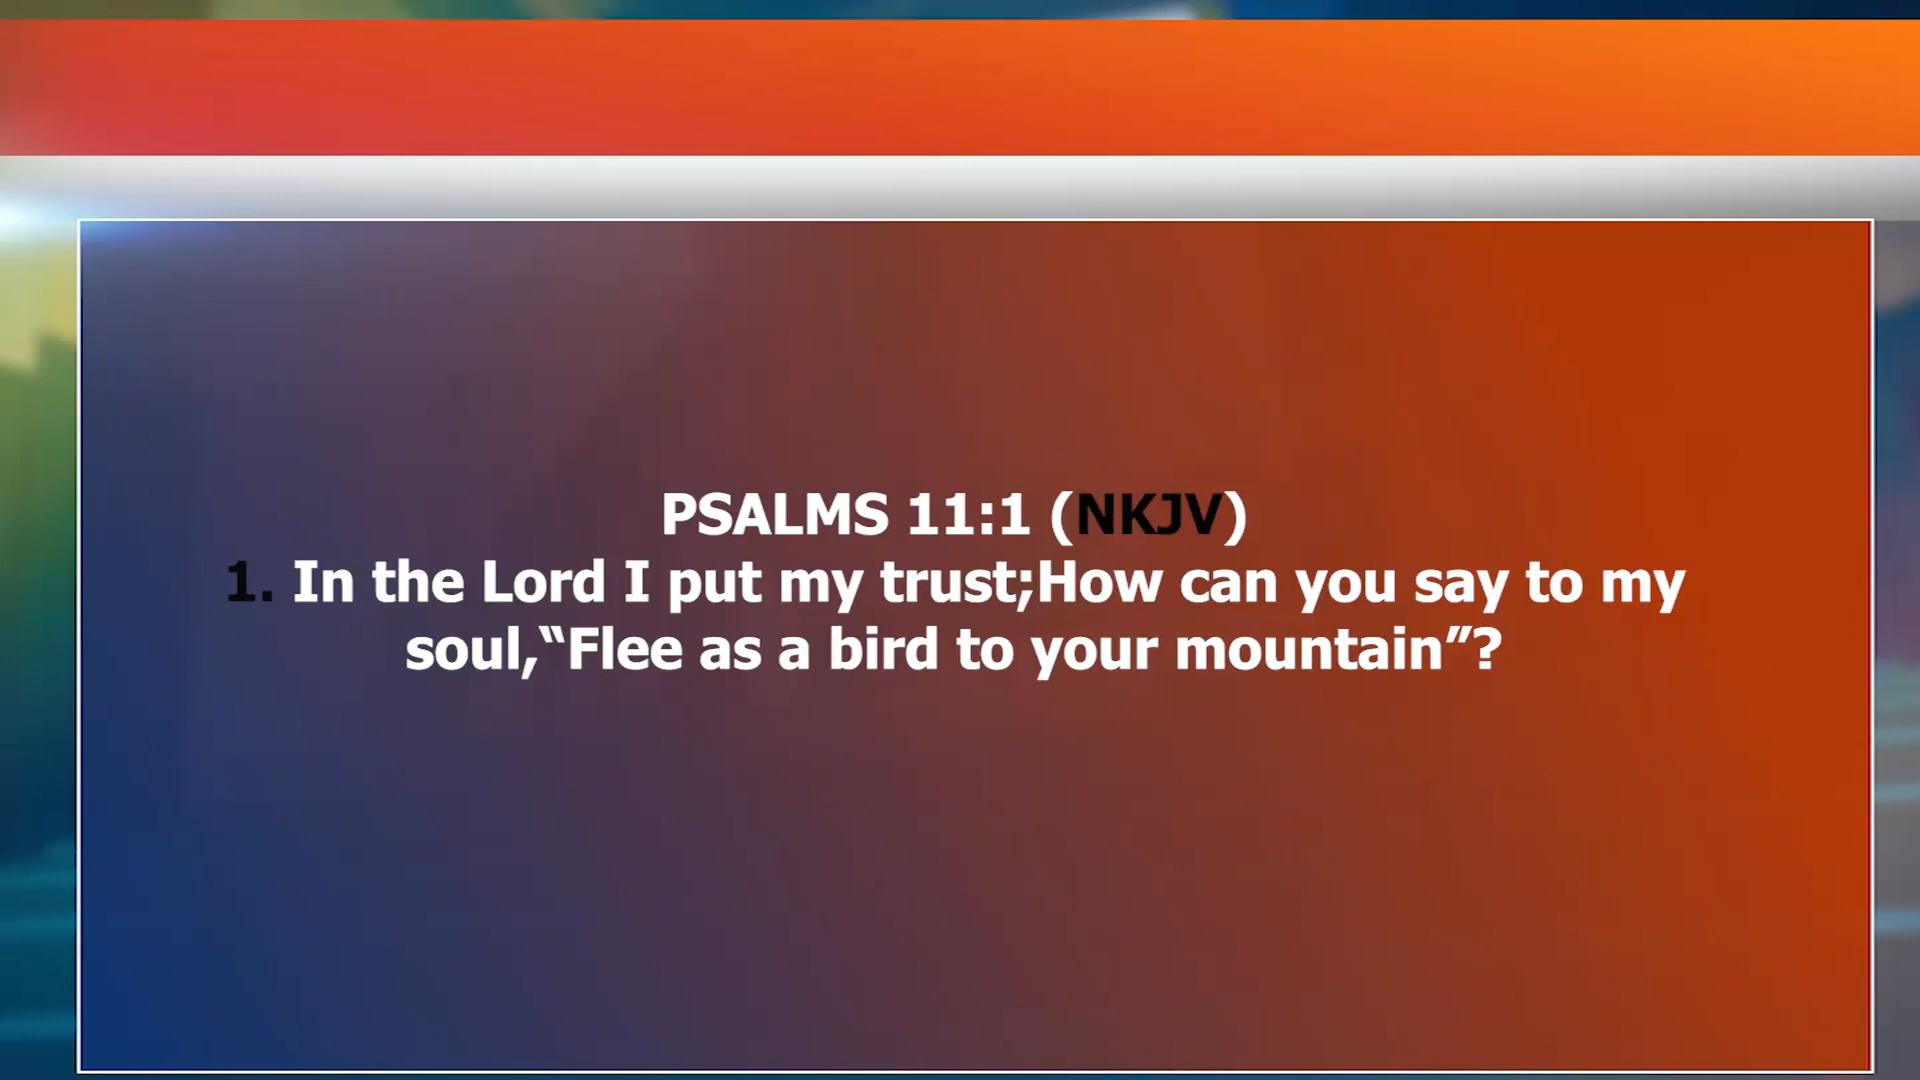 PSALMS 11:1 (NKJV)
1. In the Lord I put my trust;How can you say to my
soul,“Flee as a bird to your mountain”?